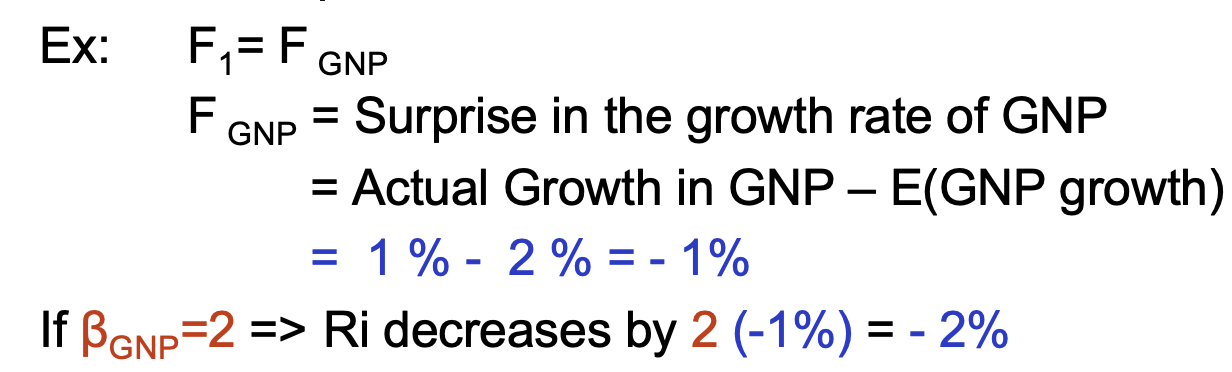 Ex: F1= F GNP
F GNP = Surprise in the growth rate of GNP
= Actual Growth in GNP – E(GNP growth)
= 1 % - 2 % = - 1%
If βGNP=2 => Ri decreases by 2 (-1%) = - 2%